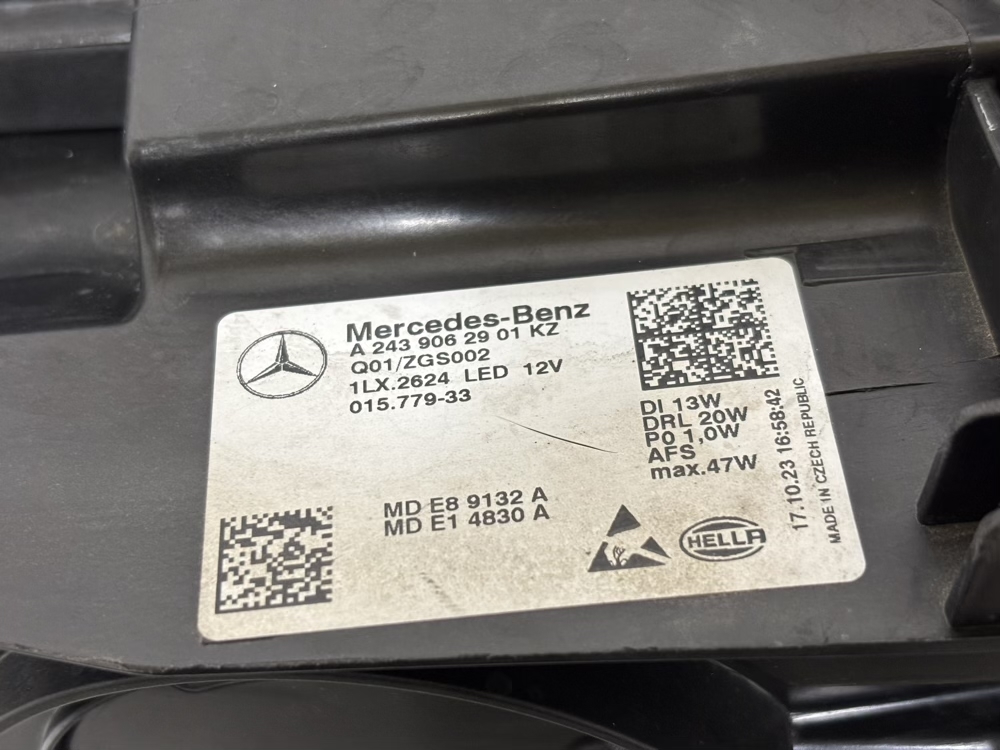 Mercedes-Benz
A 243 906 29 01 KZ
Q01/ZGS002
1LX.2624 LED 12V
015.779-33
DI 13W
DRL 20W
PO 1,0W
AFS
max.47W
17.10.23 16:58:42
MADE IN CZECH REPUBLIC
MD E8 9132 A
MD E1 4830 A
HELLA